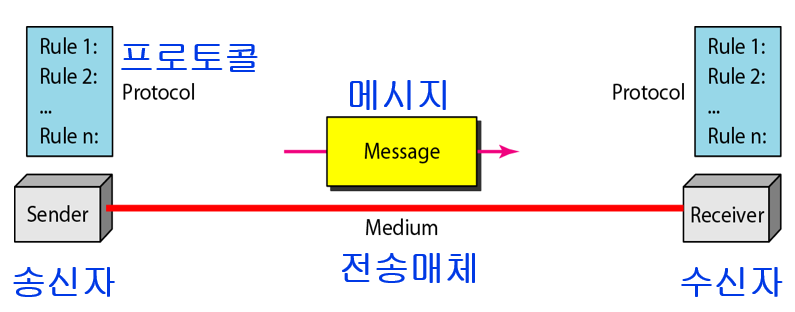 Rule 1:
Rule 2:
...
Rule n:
프로토콜
Protocol
메시지
Message
Protocol
Rule 1:
Rule 2:
...
Rule n:
Sender
Medium
Receiver
송신자
전송매체
수신자